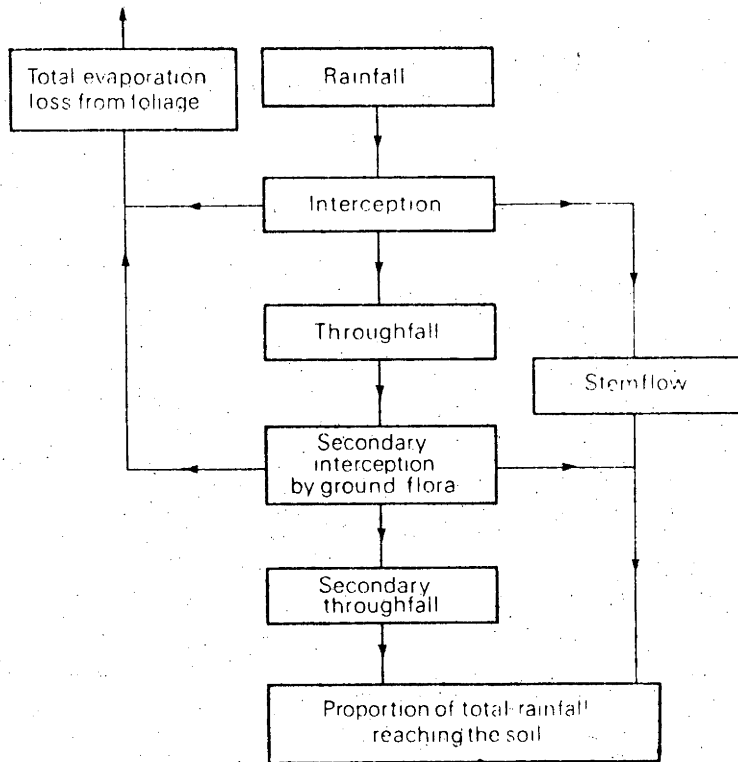 Total evaporation
loss from foliage
Rainfall
Interception
Throughfall
Stemflow
Secondary
interception
by ground flora
Secondary
throughfall
Proportion of total rainfall
reaching the soil